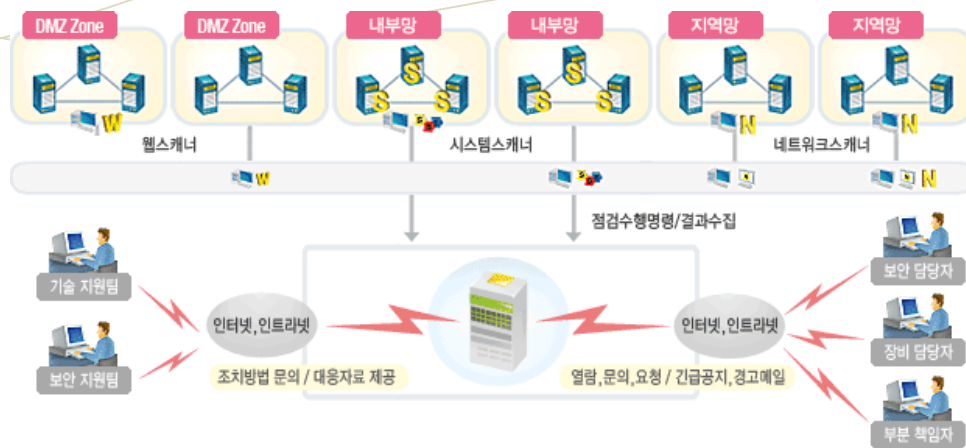 DMZ Zone
DMZ Zone
내부망
내부망
지역망
지역망
S
S
S
S
S
S
W
N
N
웹스캐너
시스템스캐너
네트워크스캐너
W
N
점검수행명령/결과수집
기술 지원팀
보안 담당자
인터넷,인트라넷
인터넷,인트라넷
보안 지원팀
장비 담당자
조치방법 문의 / 대응자료 제공
열람,문의,요청 / 긴급공지,경고메일
부분 책임자